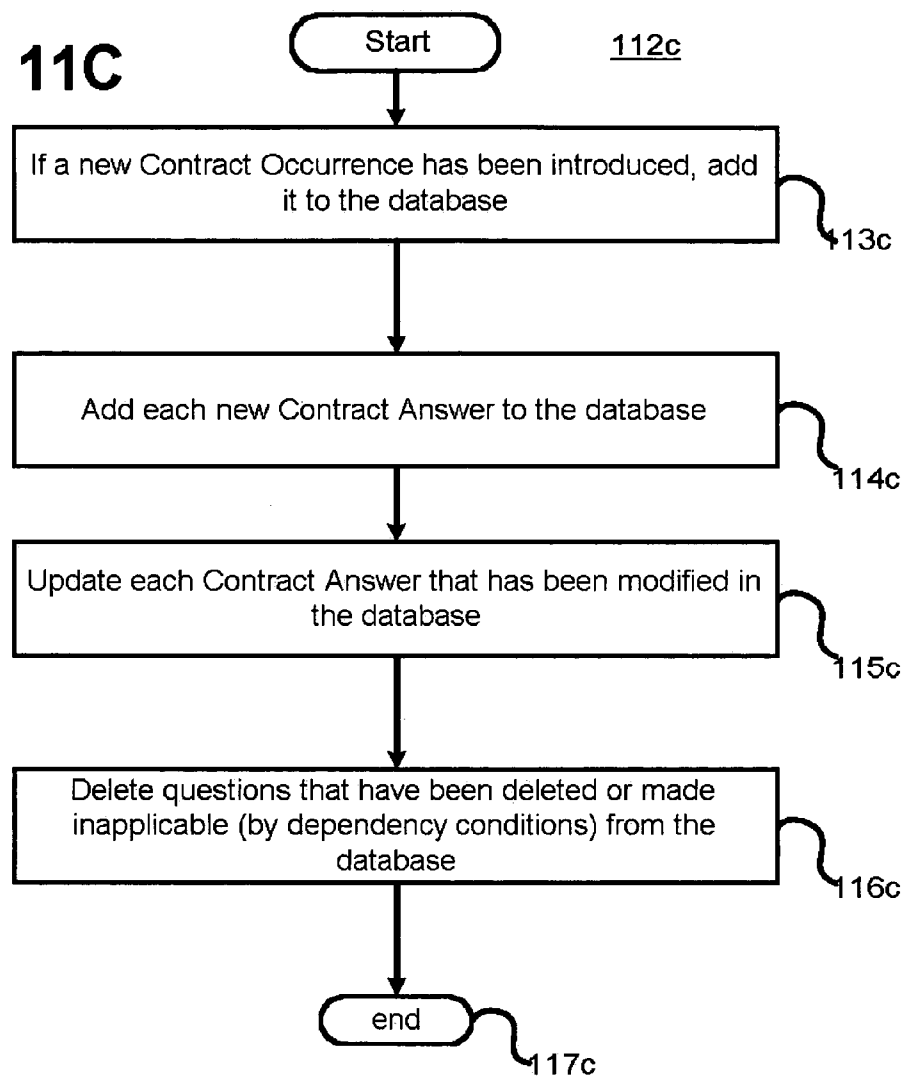 Start
112c
11C
If a new Contract Occurrence has been introduced, add
it to the database
113c
Add each new Contract Answer to the database
114c
Update each Contract Answer that has been modified in
the database
115c
Delete questions that have been deleted or made
inapplicable (by dependency conditions) from the
database
116c
end
117c